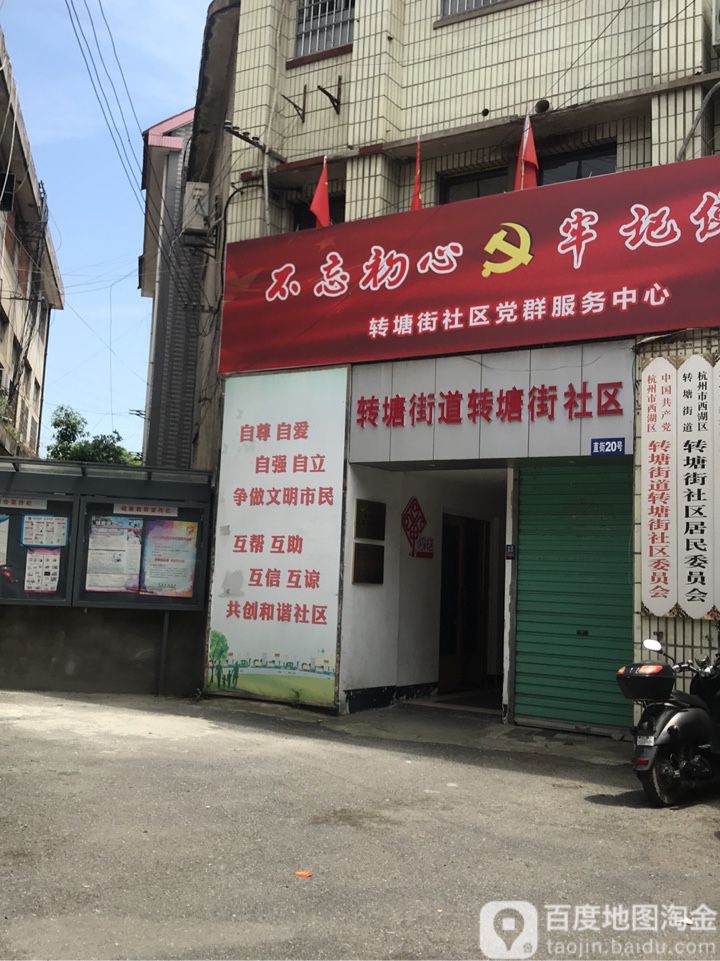 不忘初心 牢记使
转塘街社区党群服务中心
转塘街道转塘街社区
直街20号
自尊 自爱
自强 自立
争做文明市民
互帮 互助
互信 互谅
共创和谐社区
中国共产党
杭州市西湖区
转塘街道转塘街社区委员会
杭州市西湖区
转塘街道
转塘街社区居民委员会
百度地图淘金
taojin.baidu.com